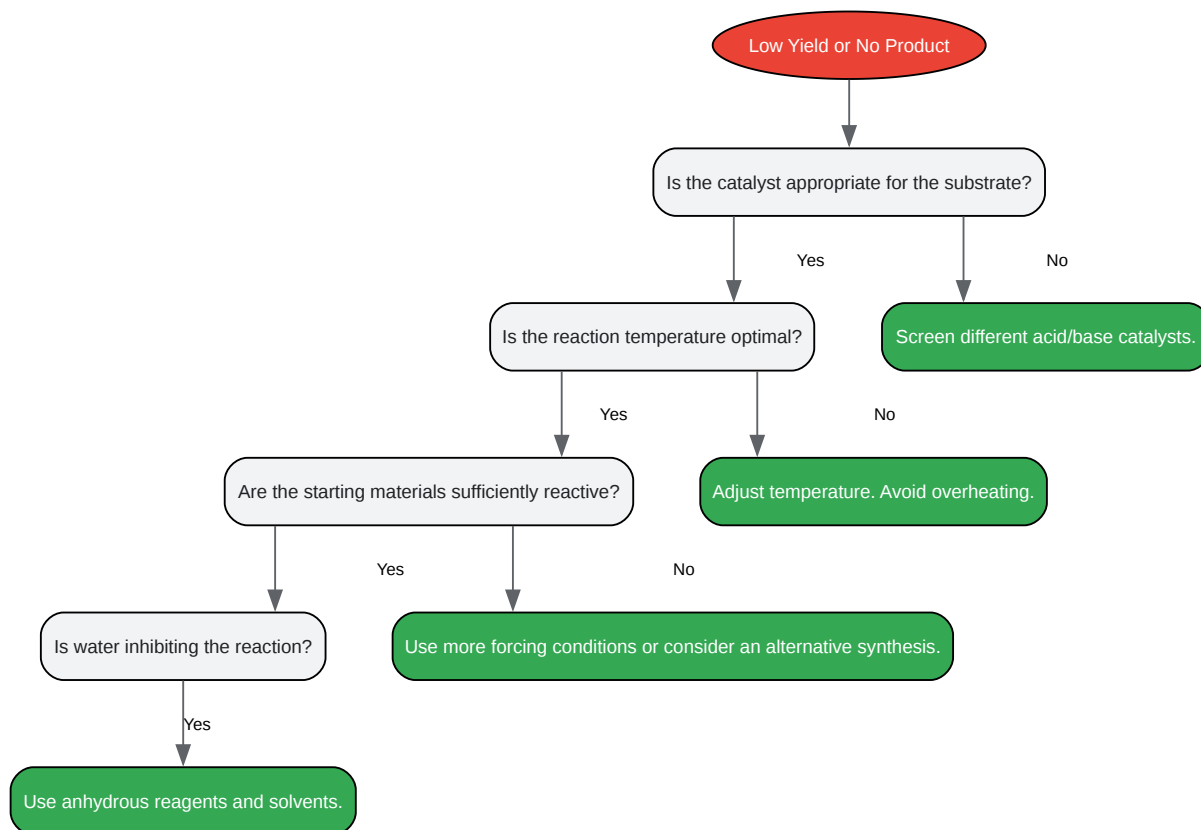 Low Yield or No Product
Is the catalyst appropriate for the substrate?
Yes
No
Is the reaction temperature optimal?
Screen different acid/base catalysts.
Yes
No
Are the starting materials sufficiently reactive?
Adjust temperature. Avoid overheating.
Yes
No
Is water inhibiting the reaction?
Use more forcing conditions or consider an alternative synthesis.
Yes
Use anhydrous reagents and solvents.